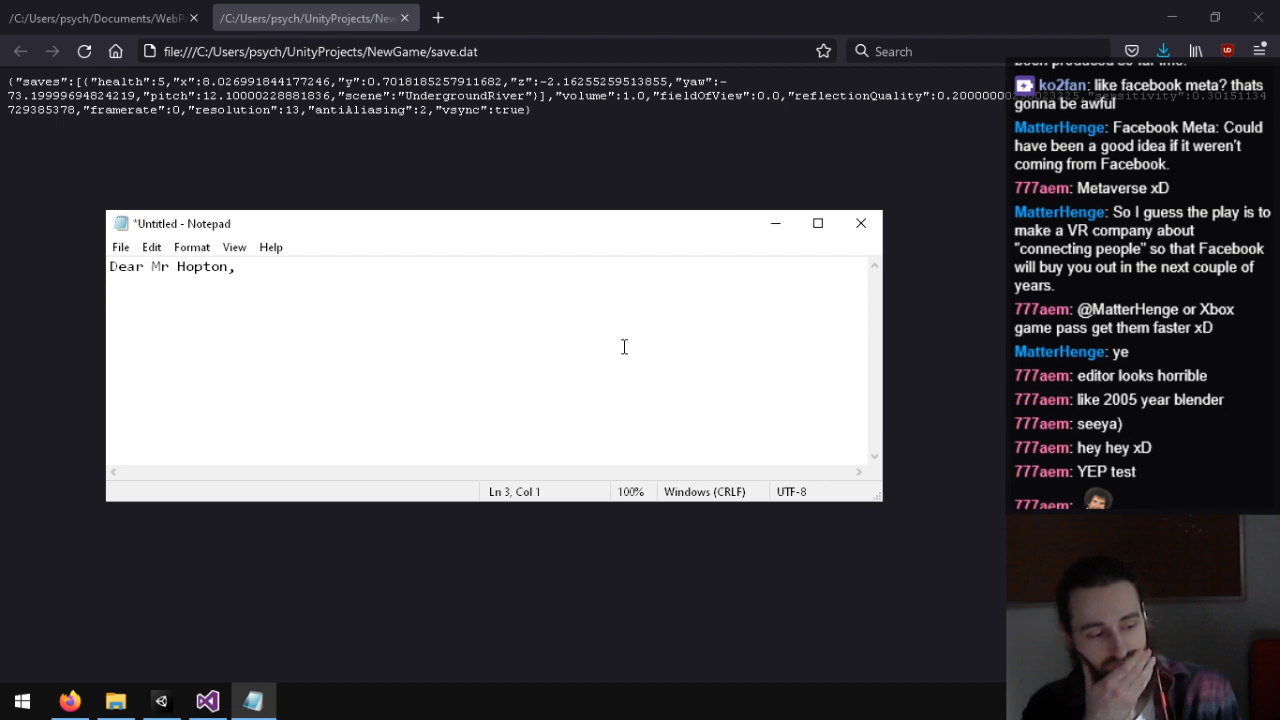 /C:/Users/psych/Documents/WebP
/C:/Users/psych/UnityProjects/New
file:///C:/Users/psych/UnityProjects/NewGame/save.dat
Search
{"saves":[{"health":5,"x":8.026991844177246,"y":0.7018106257911682,"z":-2.16255259513855,"yaw":-
73.19999694824219,"pitch":12.10000228881836,"scene":"UndergroundRiver"}],"volume":1.0,"fieldOfView":0.0,"reflectionQuality":
729385378,"framerate":0,"resolution":13,"antiAliasing":2,"vsync":true}
*Untitled - Notepad
File Edit Format View Help
Dear Mr Hopton,
Ln 3, Col 1 100% Windows (CRLF) UTF-8
ko2fan: like facebook meta? thats
gonna be awful
MatterHenge: Facebook Meta: Could
have been a good idea if it weren't
coming from Facebook.
777aem: Metaverse xD
MatterHenge: So I guess the play is to
make a VR company about
"connecting people" so that Facebook
will buy you out in the next couple of
years.
777aem: @MatterHenge or Xbox
game pass get them faster xD
MatterHenge: ye
777aem: editor looks horrible
777aem: like 2005 year blender
777aem: seeya)
777aem: hey hey xD
777aem: YEP test
777aem: